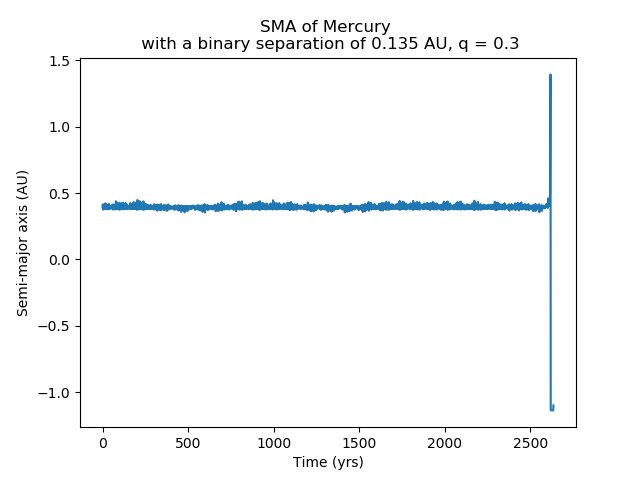 SMA of Mercury
with a binary separation of 0.135 AU, q = 0.3
1.5
1.0
0.5
0.0
−0.5
−1.0
Semi-major axis (AU)
0 500 1000 1500 2000 2500
Time (yrs)